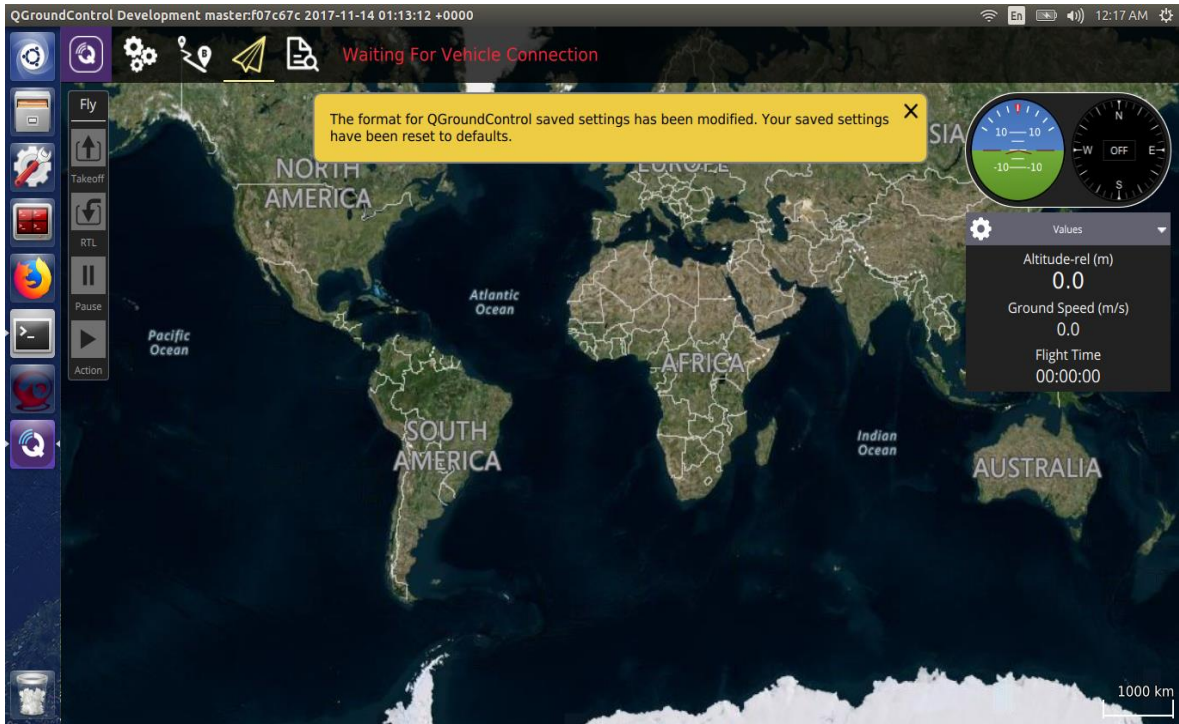 QGroundControl Development master:f07c67c 2017-11-14 01:13:12 +0000
En
12:17 AM
B
Waiting For Vehicle Connection
Fly
Takeoff
RTL
Pause
Action
The format for QGroundControl saved settings has been modified. Your saved settings
have been reset to defaults.
NORTH
AMERICA
Atlantic
Ocean
Pacific
Ocean
AFRICA
SOUTH
AMERICA
Indian
Ocean
AUSTRALIA
EUROPE
SIA
10 10
-10 -10
N
W OFF E
S
Values
Altitude-rel (m)
0.0
Ground Speed (m/s)
0.0
Flight Time
00:00:00
1000 km